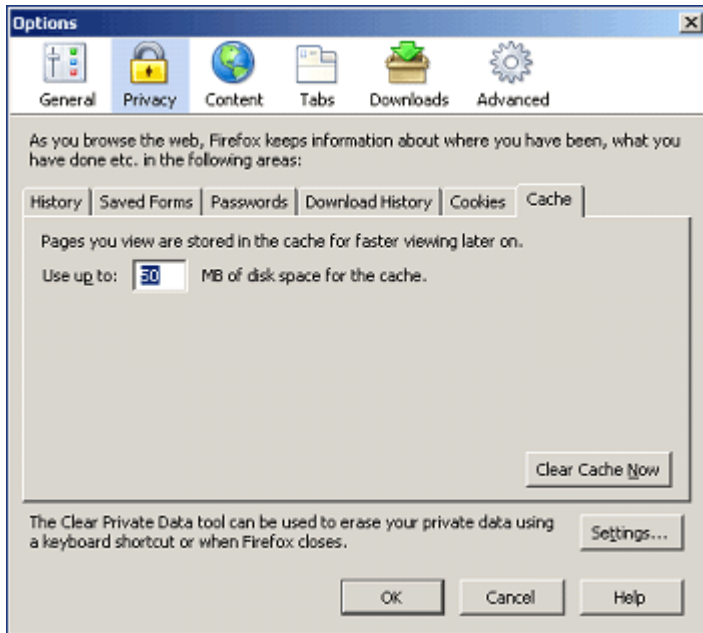 Options
General Privacy Content Tabs Downloads Advanced
As you browse the web, Firefox keeps information about where you have been, what you
have done etc. in the following areas:
History Saved Forms Passwords Download History Cookies Cache
Pages you view are stored in the cache for faster viewing later on.
Use up to: 50 MB of disk space for the cache.
Clear Cache Now
The Clear Private Data tool can be used to erase your private data using
a keyboard shortcut or when Firefox closes.
Settings...
OK Cancel Help